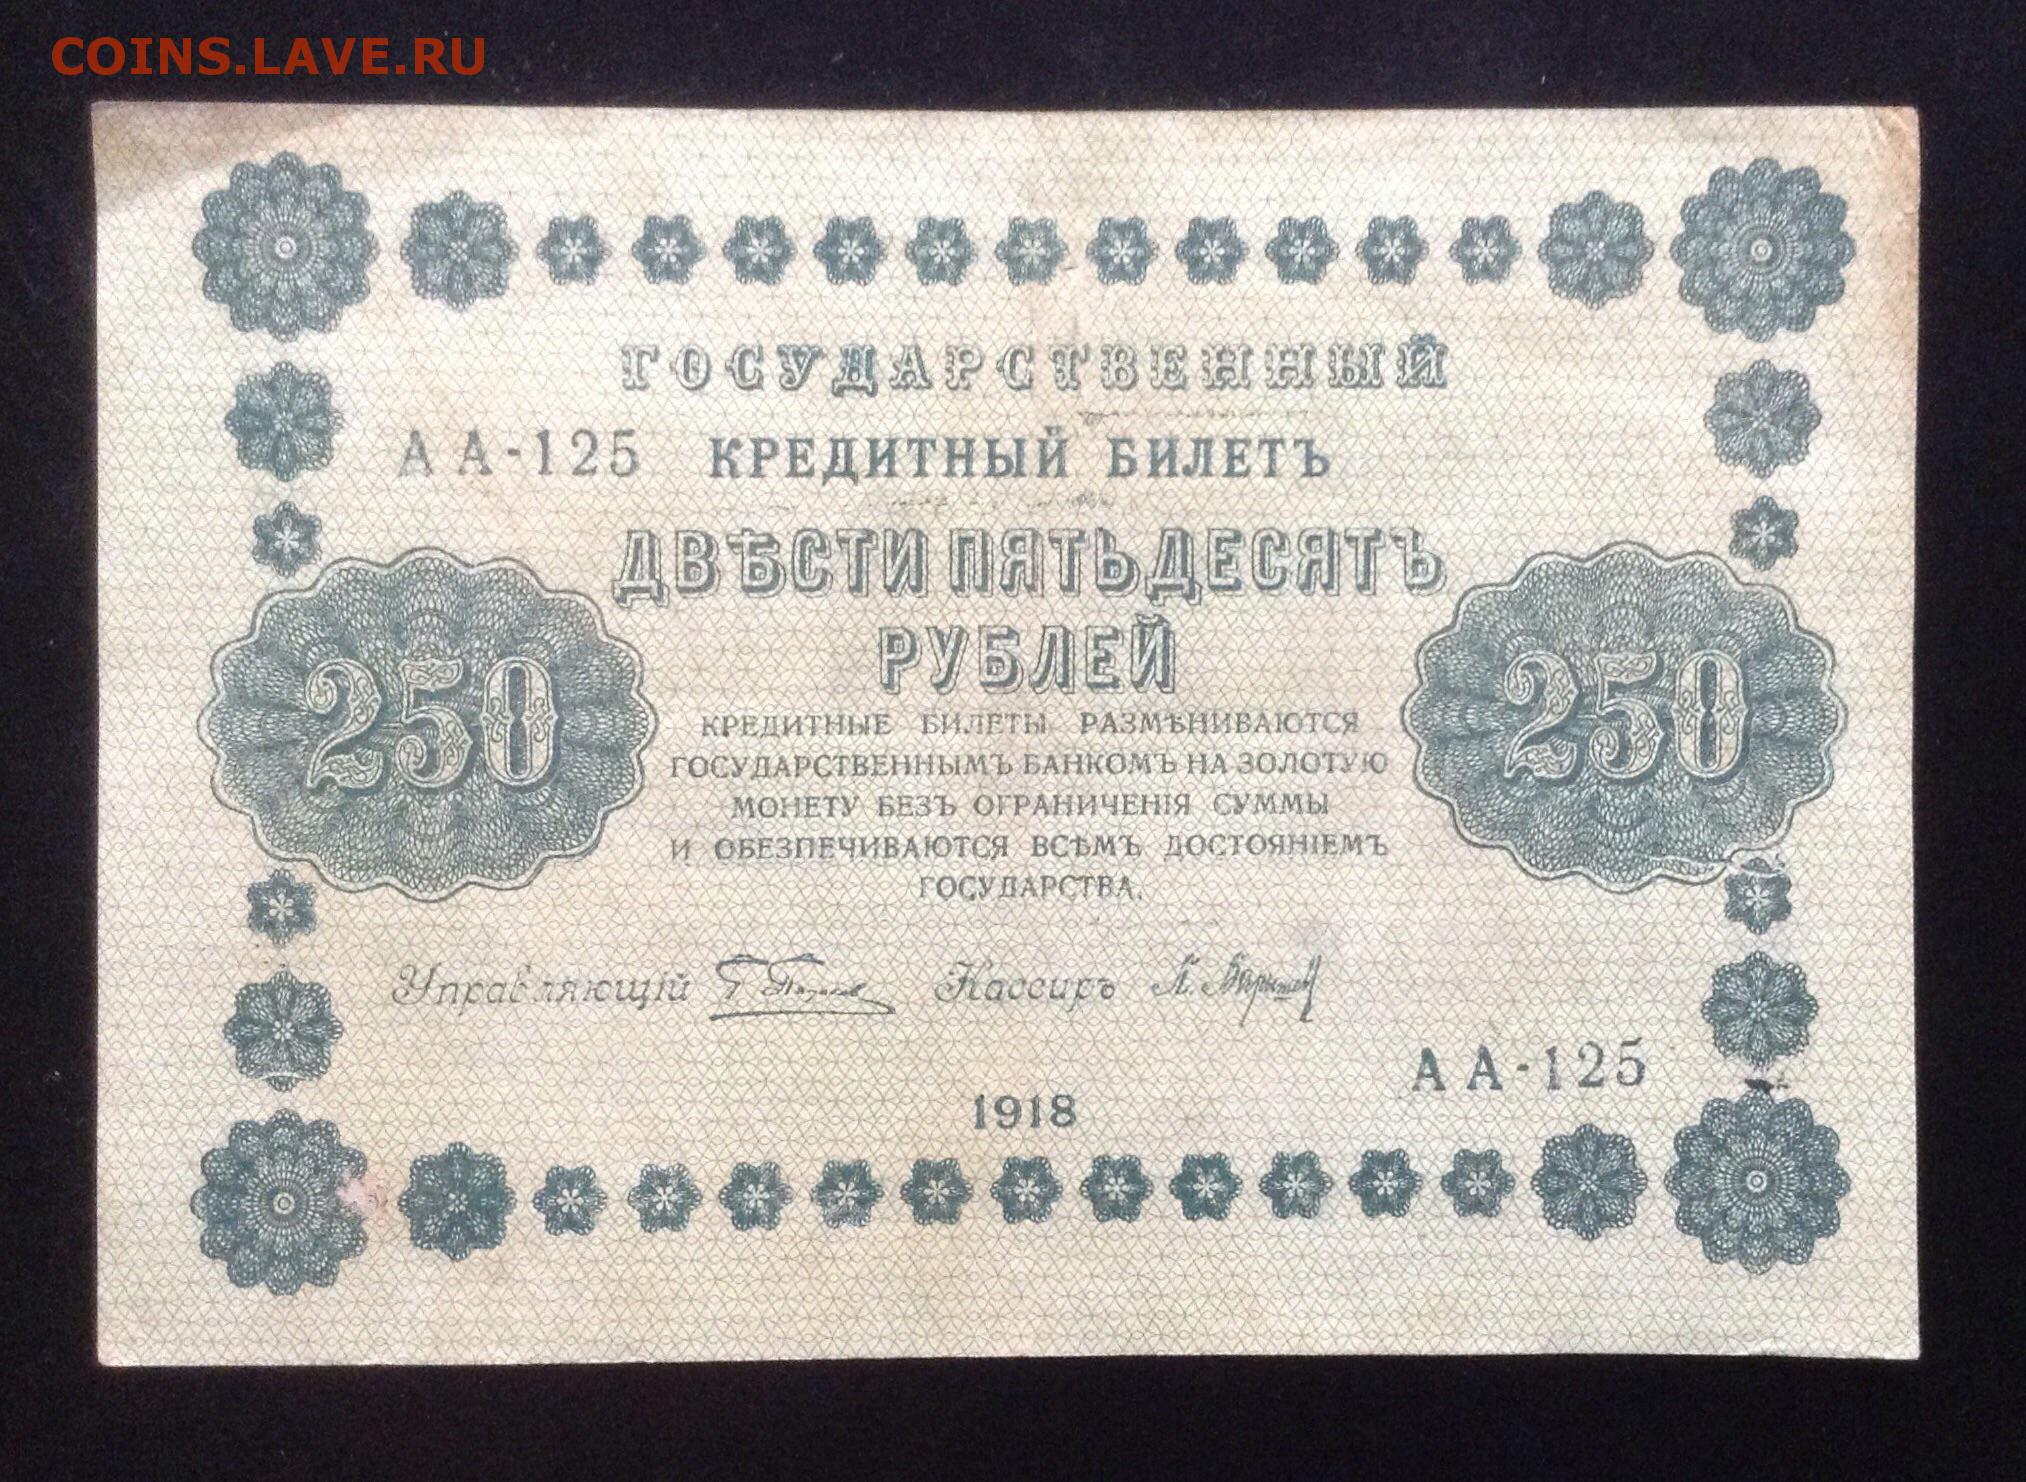 COINS.LAVE.RU
ГОСУДАРСТВЕННЫЙ
АА-125 КРЕДИТНЫЙ БИЛЕТЪ
ДВѢСТИ ПЯТЬДЕСЯТЪ
РУБЛЕЙ
250
250
КРЕДИТНЫЕ БИЛЕТЫ РАЗМѢНИВАЮТСЯ
ГОСУДАРСТВЕННЫМЪ БАНКОМЪ НА ЗОЛОТУЮ
МОНЕТУ БЕЗЪ ОГРАНИЧЕНІЯ СУММЫ
И ОБЕЗПЕЧИВАЮТСЯ ВСѢМЪ ДОСТОЯНІЕМЪ
ГОСУДАРСТВА.
Управляющій Кассиръ
АА-125
1918